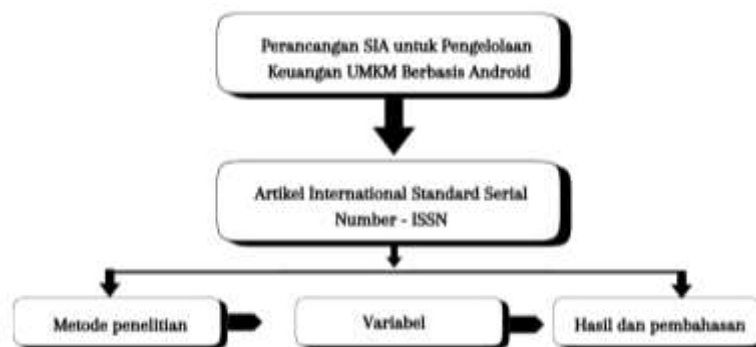 Perancangan SIA untuk Pengelolaan
Keuangan UMKM Berbasis Android
Artikel International Standard Serial
Number - ISSN
Metode penelitian
Variabel
Hasil dan pembahasan